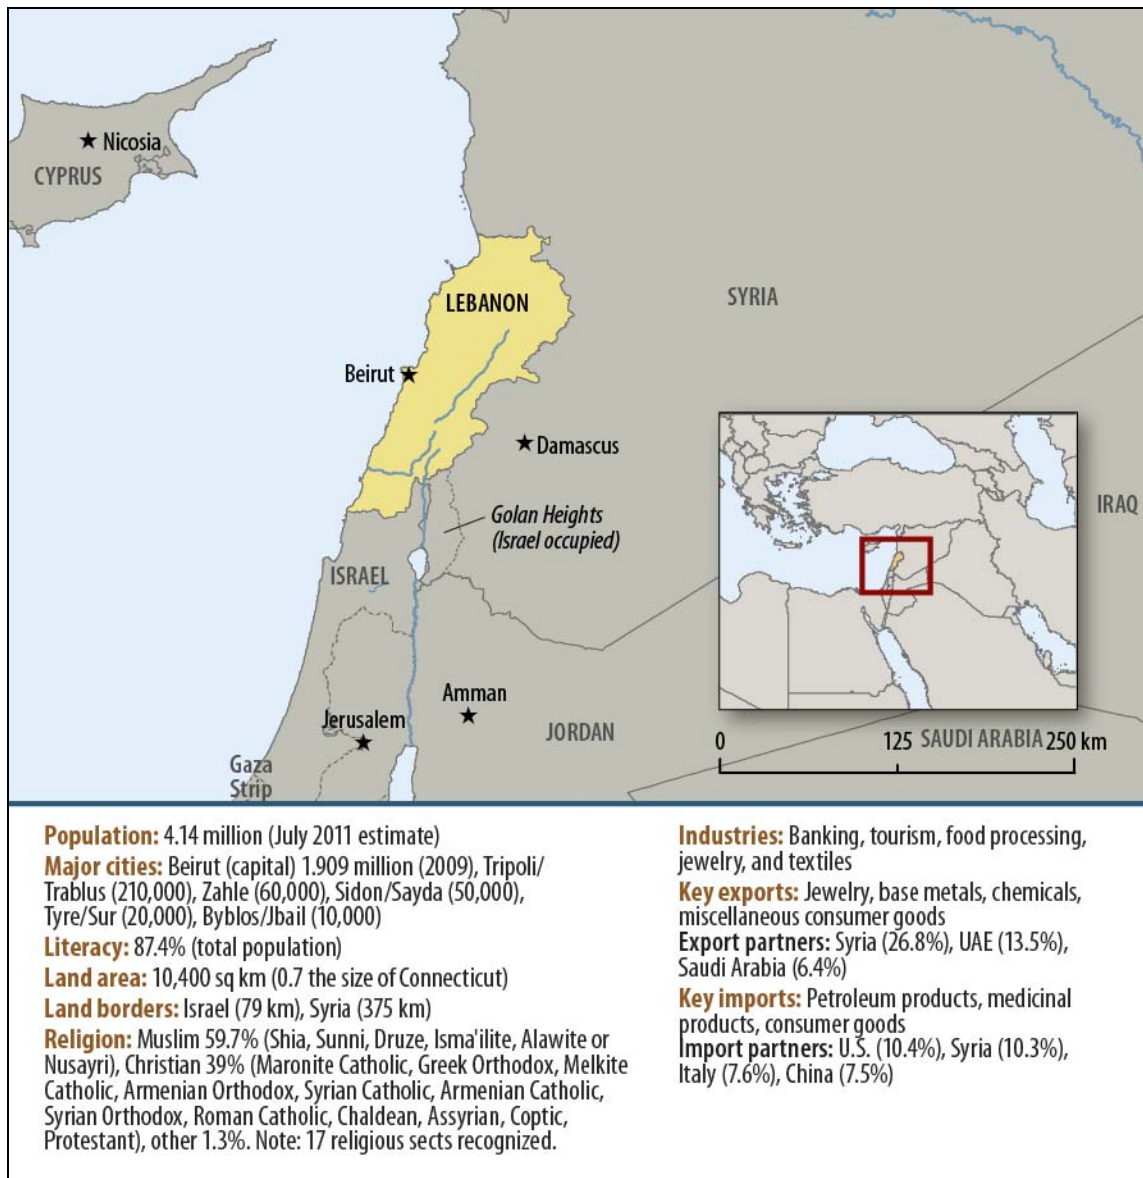 Nicosia
CYPRUS
LEBANON
SYRIA
Beirut
Damascus
IRAQ
Golan Heights
(Israel occupied)
ISRAEL
Amman
Jerusalem
JORDAN
Gaza
Strip
0 125 SAUDI ARABIA 250 km
Population: 4.14 million (July 2011 estimate)
Major cities: Beirut (capital) 1.909 million (2009), Tripoli/
Trablus (210,000), Zahle (60,000), Sidon/Sayda (50,000),
Tyre/Sur (20,000), Byblos/Jbail (10,000)
Literacy: 87.4% (total population)
Land area: 10,400 sq km (0.7 the size of Connecticut)
Land borders: Israel (79 km), Syria (375 km)
Religion: Muslim 59.7% (Shia, Sunni, Druze, Isma'ilite, Alawite or
Nusayri), Christian 39% (Maronite Catholic, Greek Orthodox, Melkite
Catholic, Armenian Orthodox, Syrian Catholic, Armenian Catholic,
Syrian Orthodox, Roman Catholic, Chaldean, Assyrian, Coptic,
Protestant), other 1.3%. Note: 17 religious sects recognized.
Industries: Banking, tourism, food processing,
jewelry, and textiles
Key exports: Jewelry, base metals, chemicals,
miscellaneous consumer goods
Export partners: Syria (26.8%), UAE (13.5%),
Saudi Arabia (6.4%)
Key imports: Petroleum products, medicinal
products, consumer goods
Import partners: U.S. (10.4%), Syria (10.3%),
Italy (7.6%), China (7.5%)